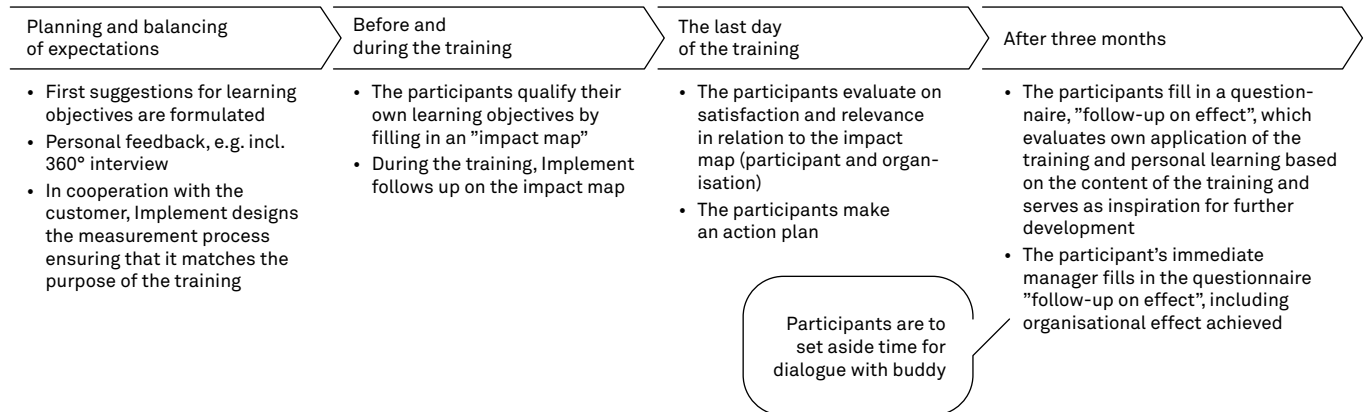 Planning and balancing
of expectations
• First suggestions for learning
objectives are formulated
• Personal feedback, e.g. incl.
360° interview
• In cooperation with the
customer, Implement designs
the measurement process
ensuring that it matches the
purpose of the training
Before and
during the training
• The participants qualify their
own learning objectives by
filling in an ”impact map”
• During the training, Implement
follows up on the impact map
The last day
of the training
• The participants evaluate on
satisfaction and relevance
in relation to the impact
map (participant and organ-
isation)
• The participants make
an action plan
Participants are to
set aside time for
dialogue with buddy
After three months
• The participants fill in a question-
naire, ”follow-up on effect”, which
evaluates own application of the
training and personal learning based
on the content of the training and
serves as inspiration for further
development
• The participant’s immediate
manager fills in the questionnaire
”follow-up on effect”, including
organisational effect achieved